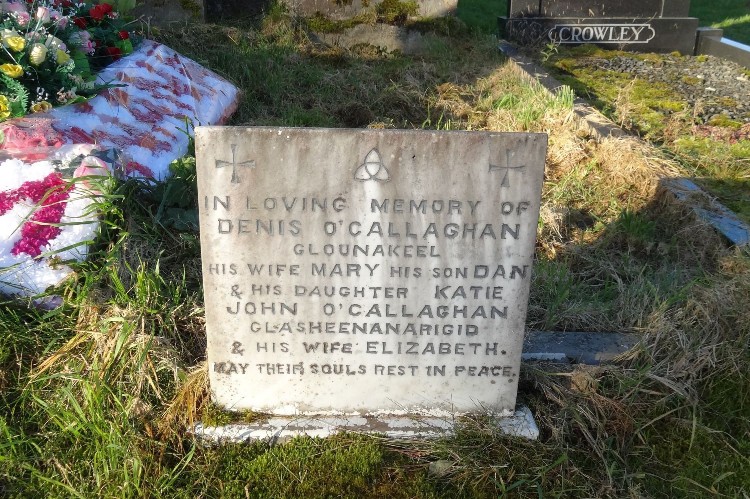 CROWLEY
IN LOVING MEMORY OF
DENIS O'CALLAGHAN
GLOUNAKEEL
HIS WIFE MARY HIS SON DAN
& HIS DAUGHTER KATIE
JOHN O'CALLAGHAN
GLASHEENANARIGID
& HIS WIFE ELIZABETH.
MAY THEIR SOULS REST IN PEACE.